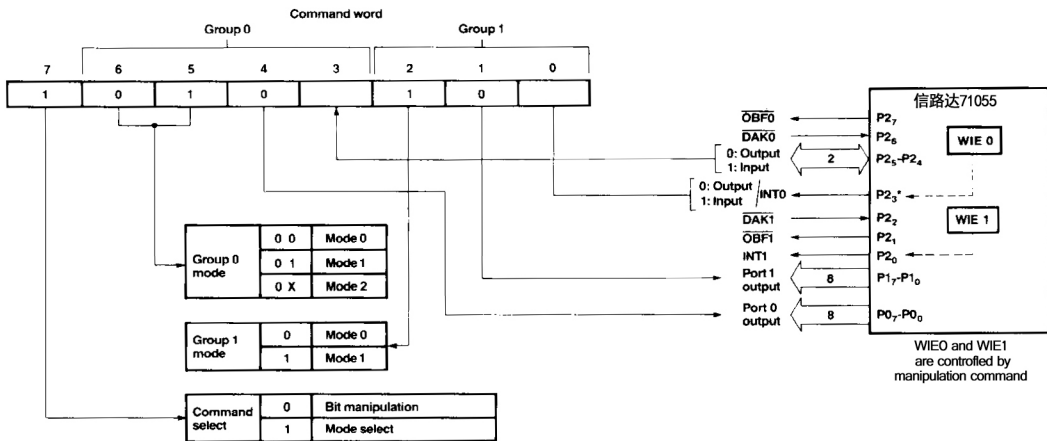 Command word
Group 0
Group 1
7 6 5 4 3 2 1 0
1 0 1 0 1 0
信路达71055
OBF0 P27
DAK0 P26
WIE 0
0: Output
1: Input
2 P25-P24
0: Output
1: Input
/INT0 P23*
DAK1 P22
WIE 1
OBF1 P21
INT1 P20
Port 1
output
8 P17-P10
Port 0
output
8 P07-P00
WIE0 and WIE1
are controfled by
manipulation command
Group 0
mode
0 0 Mode 0
0 1 Mode 1
0 X Mode 2
Group 1
mode
0 Mode 0
1 Mode 1
Command
select
0 Bit manipulation
1 Mode select